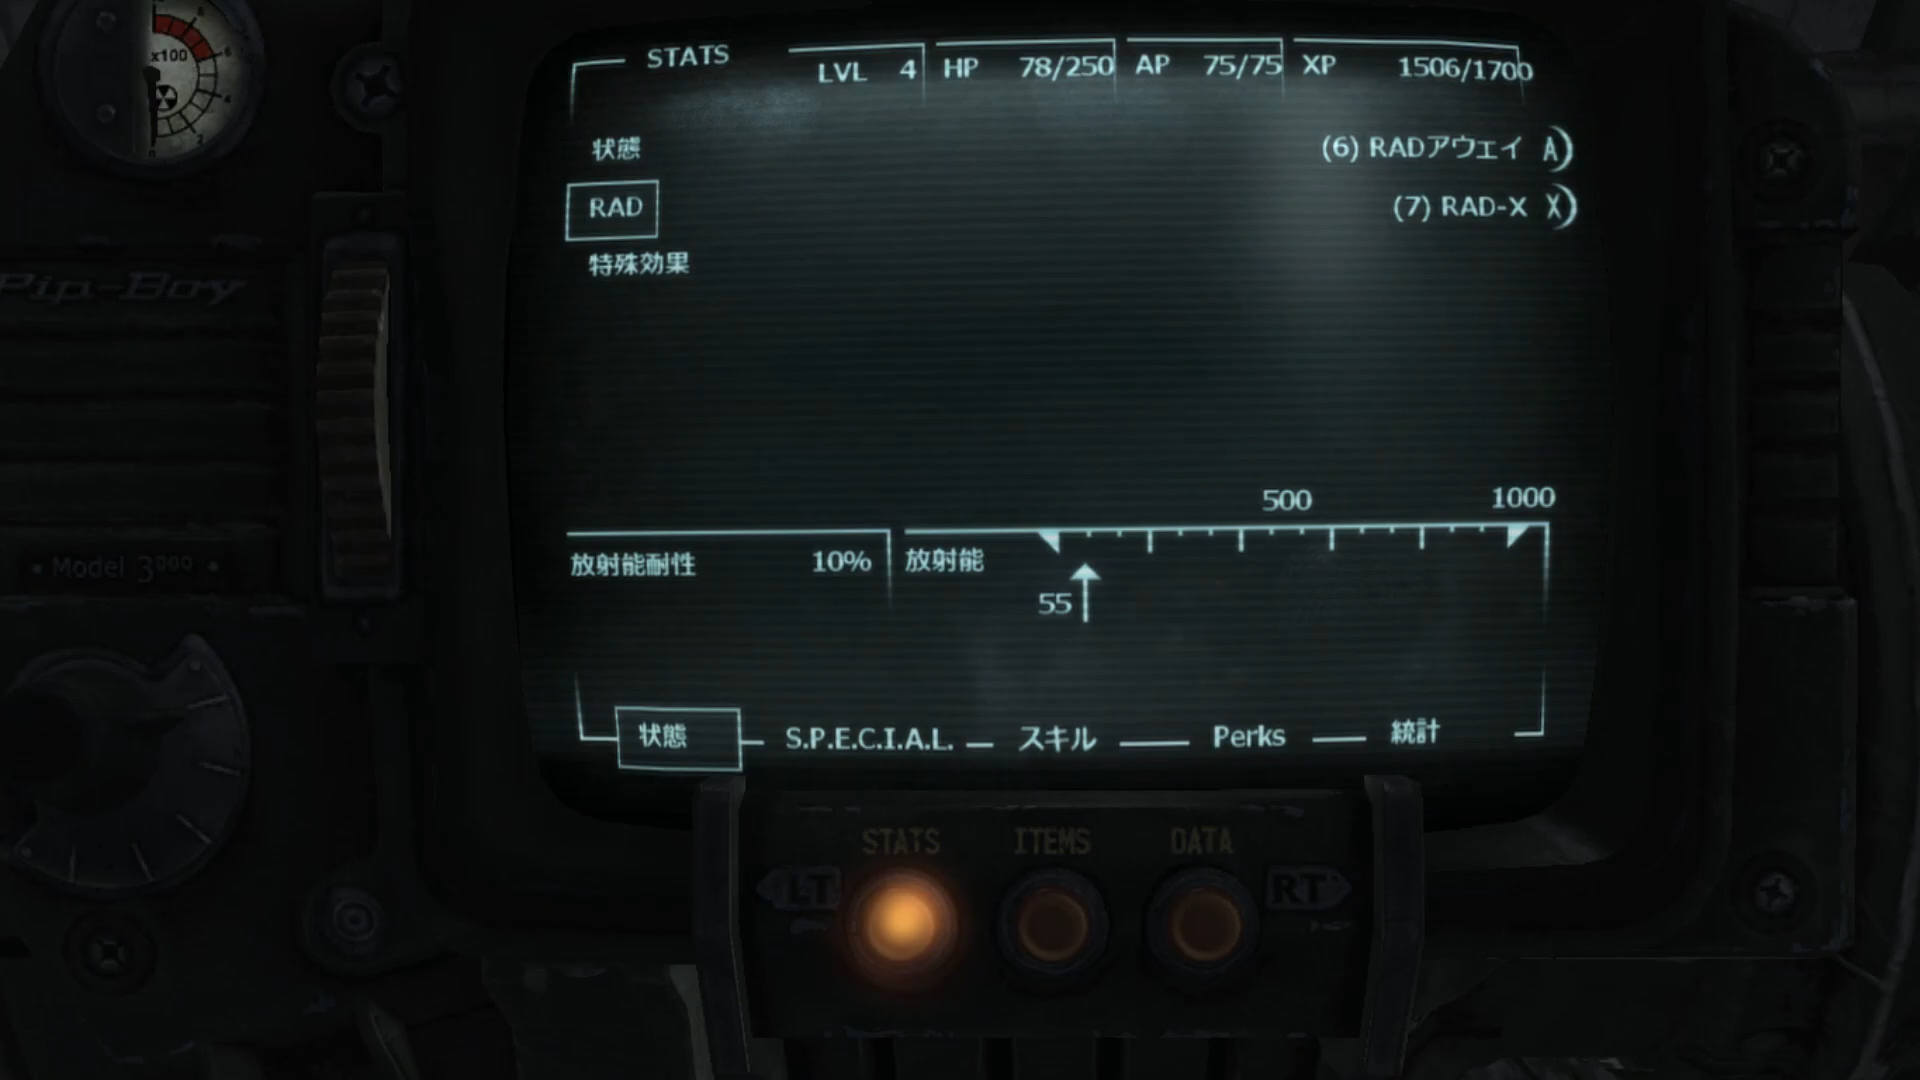 x100
STATS
LVL 4
HP 78/250
AP 75/75
XP 1506/1700
状態
(6) RADアウェイ A)
RAD
(7) RAD-X X)
特殊効果
Pip-Boy
500
1000
放射能耐性 10%
放射能
Model 3000
55
状態
S.P.E.C.I.A.L.
スキル
Perks
統計
STATS
ITEMS
DATA
LT
RT